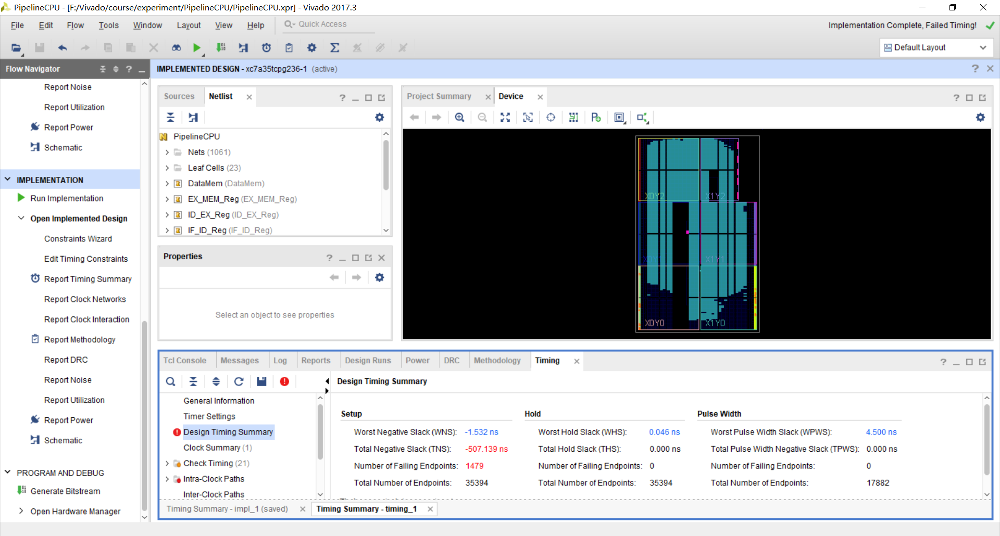 PipelineCPU - [F:/Vivado/course/experiment/PipelineCPU/PipelineCPU.xpr] - Vivado 2017.3
File Edit Flow Tools Window Layout View Help Quick Access
Implementation Complete, Failed Timing!
Default Layout
Flow Navigator
IMPLEMENTED DESIGN - xc7a35tcpg236-1 (active)
Report Noise
Report Utilization
Report Power
Schematic
IMPLEMENTATION
Run Implementation
Open Implemented Design
Constraints Wizard
Edit Timing Constraints
Report Timing Summary
Report Clock Networks
Report Clock Interaction
Report Methodology
Report DRC
Report Noise
Report Utilization
Report Power
Schematic
PROGRAM AND DEBUG
Generate Bitstream
Open Hardware Manager
Sources Netlist
PipelineCPU
Nets (1061)
Leaf Cells (23)
DataMem (DataMem)
EX_MEM_Reg (EX_MEM_Reg)
ID_EX_Reg (ID_EX_Reg)
IF_ID_Reg (IF_ID_Reg)
Properties
Select an object to see properties
Project Summary Device
X0Y2 X1Y2
X0Y1 X1Y1
X0Y0 X1Y0
Tcl Console Messages Log Reports Design Runs Power DRC Methodology Timing
General Information
Timer Settings
Design Timing Summary
Clock Summary (1)
Check Timing (21)
Intra-Clock Paths
Inter-Clock Paths
Design Timing Summary
Setup Hold Pulse Width
Worst Negative Slack (WNS): -1.532 ns Worst Hold Slack (WHS): 0.046 ns Worst Pulse Width Slack (WPWS): 4.500 ns
Total Negative Slack (TNS): -507.139 ns Total Hold Slack (THS): 0.000 ns Total Pulse Width Negative Slack (TPWS): 0.000 ns
Number of Failing Endpoints: 1479 Number of Failing Endpoints: 0 Number of Failing Endpoints: 0
Total Number of Endpoints: 35394 Total Number of Endpoints: 35394 Total Number of Endpoints: 17882
Timing Summary - impl_1 (saved) Timing Summary - timing_1